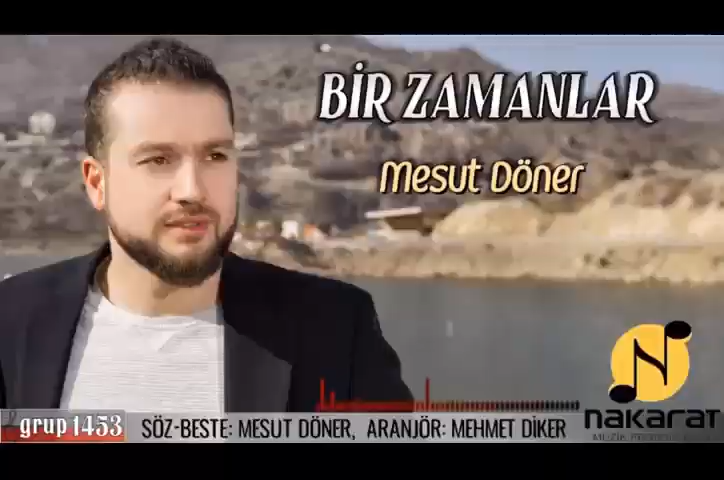 BİR ZAMANLAR
Mesut Döner
nakarat
grup 1453
SÖZ-BESTE: MESUT DÖNER, ARANJÖR: MEHMET DİKER